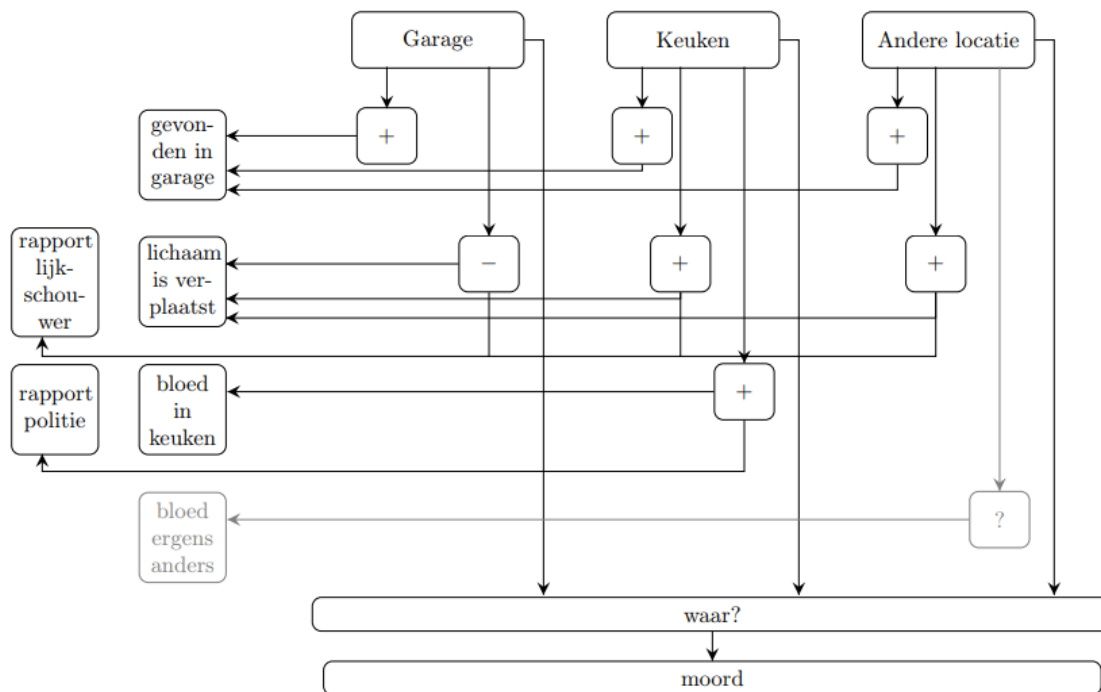 Garage
Keuken
Andere locatie
gevon-
den in
garage
+
+
+
rapport
lijk-
schou-
wer
lichaam
is ver-
plaatst
−
+
+
rapport
politie
bloed
in
keuken
+
bloed
ergens
anders
?
waar?
moord